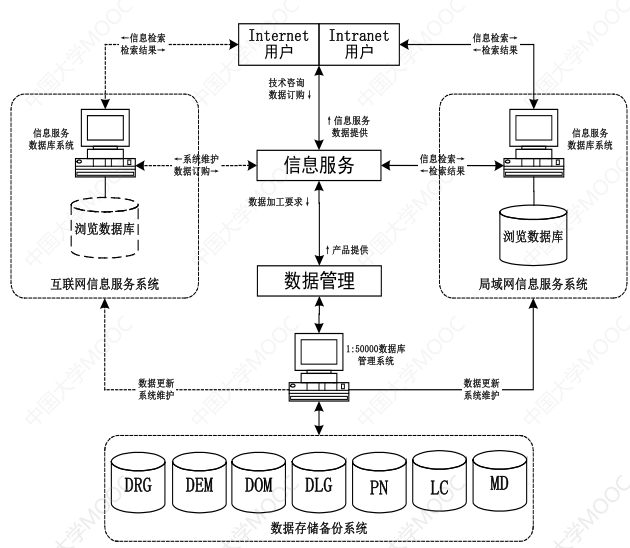 Internet
用户
Intranet
用户
←信息检索
检索结果→
信息检索→
←检索结果
技术咨询
数据订购↓
↑信息服务
数据提供
信息服务
数据库系统
信息服务
数据库系统
←系统维护
数据订购→
信息服务
信息检索→
←检索结果
数据加工要求↓
浏览数据库
浏览数据库
↑产品提供
互联网信息服务系统
数据管理
局域网信息服务系统
1:50000数据库
管理系统
数据更新
系统维护
数据更新
系统维护
DRG
DEM
DOM
DLG
PN
LC
MD
数据存储备份系统
中国大学MOOC